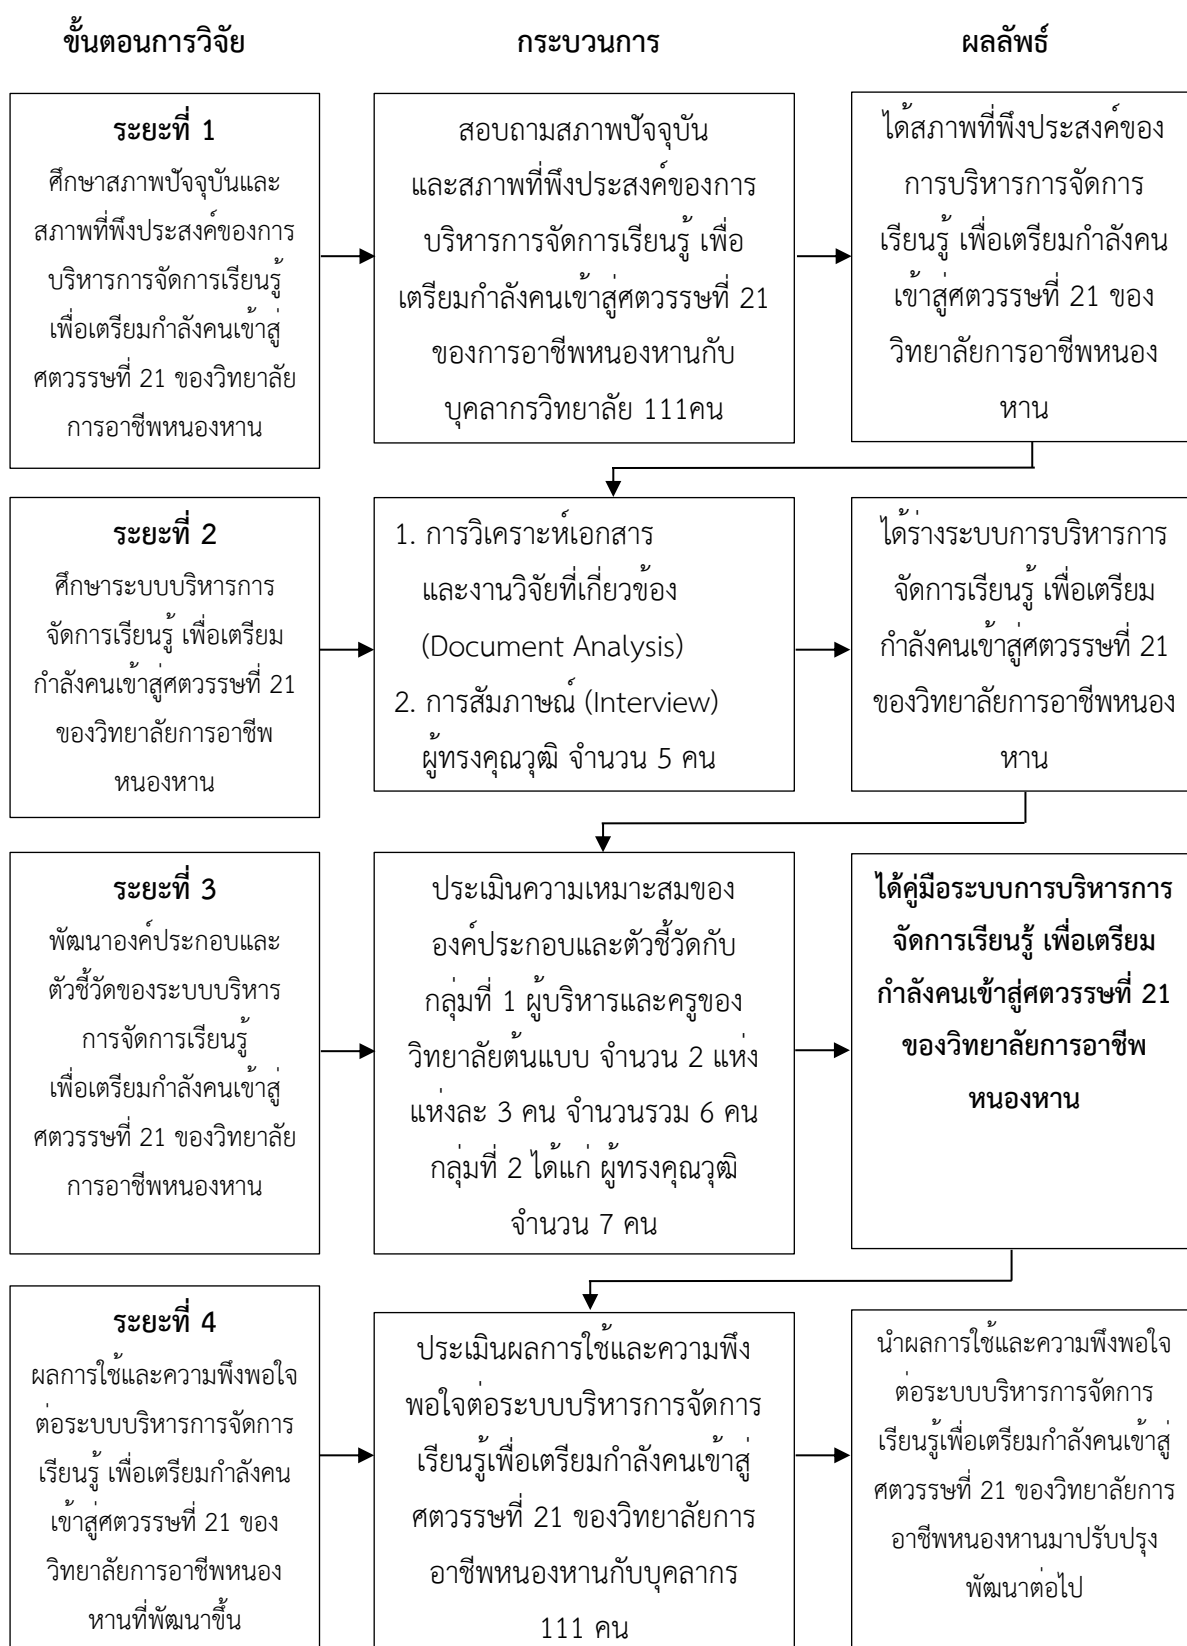 ขั้นตอนการวิจัย
กระบวนการ
ผลลัพธ์
ระยะที่ 1
ศึกษาสภาพปัจจุบันและ
สภาพที่พึงประสงค์ของการ
บริหารการจัดการเรียนรู้
เพื่อเตรียมกำลังคนเข้าสู่
ศตวรรษที่ 21 ของวิทยาลัย
การอาชีพหนองหาน
สอบถามสภาพปัจจุบัน
และสภาพที่พึงประสงค์ของการ
บริหารการจัดการเรียนรู้ เพื่อ
เตรียมกำลังคนเข้าสู่ศตวรรษที่ 21
ของการอาชีพหนองหานกับ
บุคลากรวิทยาลัย 111คน
ได้สภาพที่พึงประสงค์ของ
การบริหารการจัดการ
เรียนรู้ เพื่อเตรียมกำลังคน
เข้าสู่ศตวรรษที่ 21 ของ
วิทยาลัยการอาชีพหนอง
หาน
ระยะที่ 2
ศึกษาระบบบริหารการ
จัดการเรียนรู้ เพื่อเตรียม
กำลังคนเข้าสู่ศตวรรษที่ 21
ของวิทยาลัยการอาชีพ
หนองหาน
1. การวิเคราะห์เอกสาร
และงานวิจัยที่เกี่ยวข้อง
(Document Analysis)
2. การสัมภาษณ์ (Interview)
ผู้ทรงคุณวุฒิ จำนวน 5 คน
ได้ร่างระบบการบริหารการ
จัดการเรียนรู้ เพื่อเตรียม
กำลังคนเข้าสู่ศตวรรษที่ 21
ของวิทยาลัยการอาชีพหนอง
หาน
ระยะที่ 3
พัฒนาองค์ประกอบและ
ตัวชี้วัดของระบบบริหาร
การจัดการเรียนรู้
เพื่อเตรียมกำลังคนเข้าสู่
ศตวรรษที่ 21 ของวิทยาลัย
การอาชีพหนองหาน
ประเมินความเหมาะสมของ
องค์ประกอบและตัวชี้วัดกับ
กลุ่มที่ 1 ผู้บริหารและครูของ
วิทยาลัยต้นแบบ จำนวน 2 แห่ง
แห่งละ 3 คน จำนวนรวม 6 คน
กลุ่มที่ 2 ได้แก่ ผู้ทรงคุณวุฒิ
จำนวน 7 คน
ได้คู่มือระบบการบริหารการ
จัดการเรียนรู้ เพื่อเตรียม
กำลังคนเข้าสู่ศตวรรษที่ 21
ของวิทยาลัยการอาชีพ
หนองหาน
ระยะที่ 4
ผลการใช้และความพึงพอใจ
ต่อระบบบริหารการจัดการ
เรียนรู้ เพื่อเตรียมกำลังคน
เข้าสู่ศตวรรษที่ 21 ของ
วิทยาลัยการอาชีพหนอง
หานที่พัฒนาขึ้น
ประเมินผลการใช้และความพึง
พอใจต่อระบบบริหารการจัดการ
เรียนรู้เพื่อเตรียมกำลังคนเข้าสู่
ศตวรรษที่ 21 ของวิทยาลัยการ
อาชีพหนองหานกับบุคลากร
111 คน
นำผลการใช้และความพึงพอใจ
ต่อระบบบริหารการจัดการ
เรียนรู้เพื่อเตรียมกำลังคนเข้าสู่
ศตวรรษที่ 21 ของวิทยาลัยการ
อาชีพหนองหานมาปรับปรุง
พัฒนาต่อไป